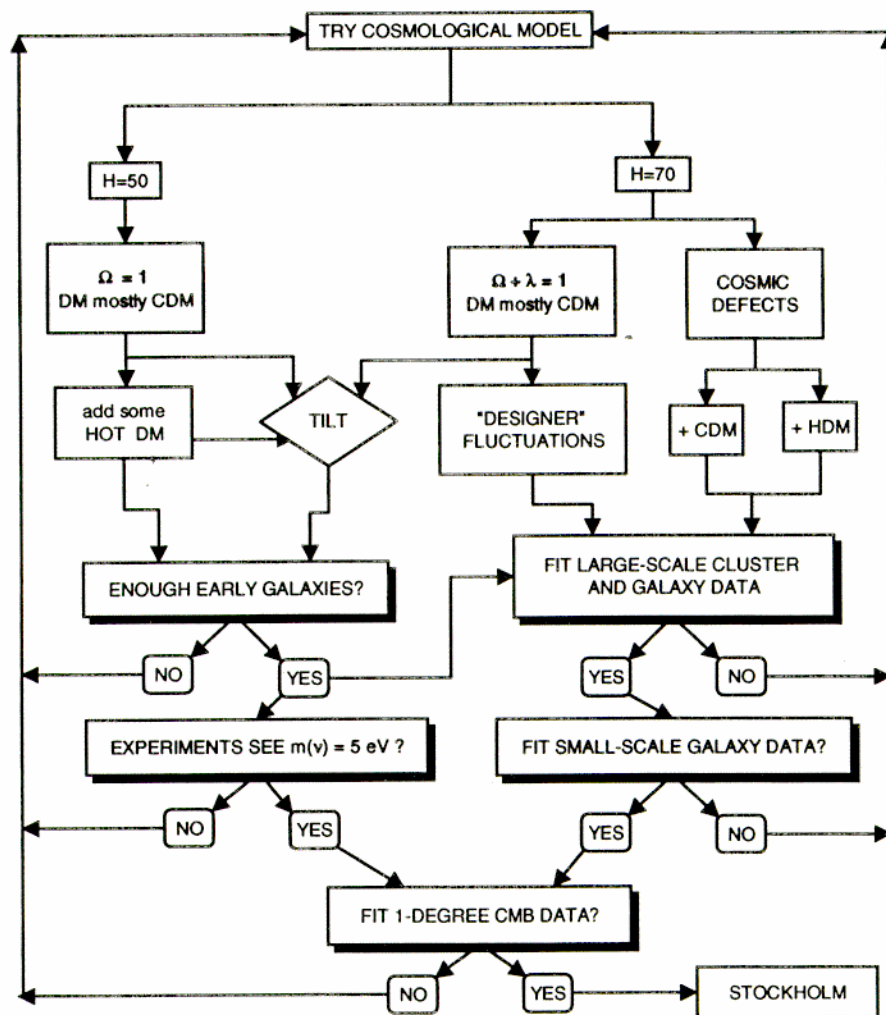 TRY COSMOLOGICAL MODEL
H=50
H=70
Ω = 1
DM mostly CDM
Ω + λ = 1
DM mostly CDM
COSMIC
DEFECTS
add some
HOT DM
TILT
"DESIGNER"
FLUCTUATIONS
+ CDM
+ HDM
ENOUGH EARLY GALAXIES?
FIT LARGE-SCALE CLUSTER
AND GALAXY DATA
NO
YES
YES
NO
EXPERIMENTS SEE m(ν) = 5 eV ?
FIT SMALL-SCALE GALAXY DATA?
NO
YES
YES
NO
FIT 1-DEGREE CMB DATA?
NO
YES
STOCKHOLM